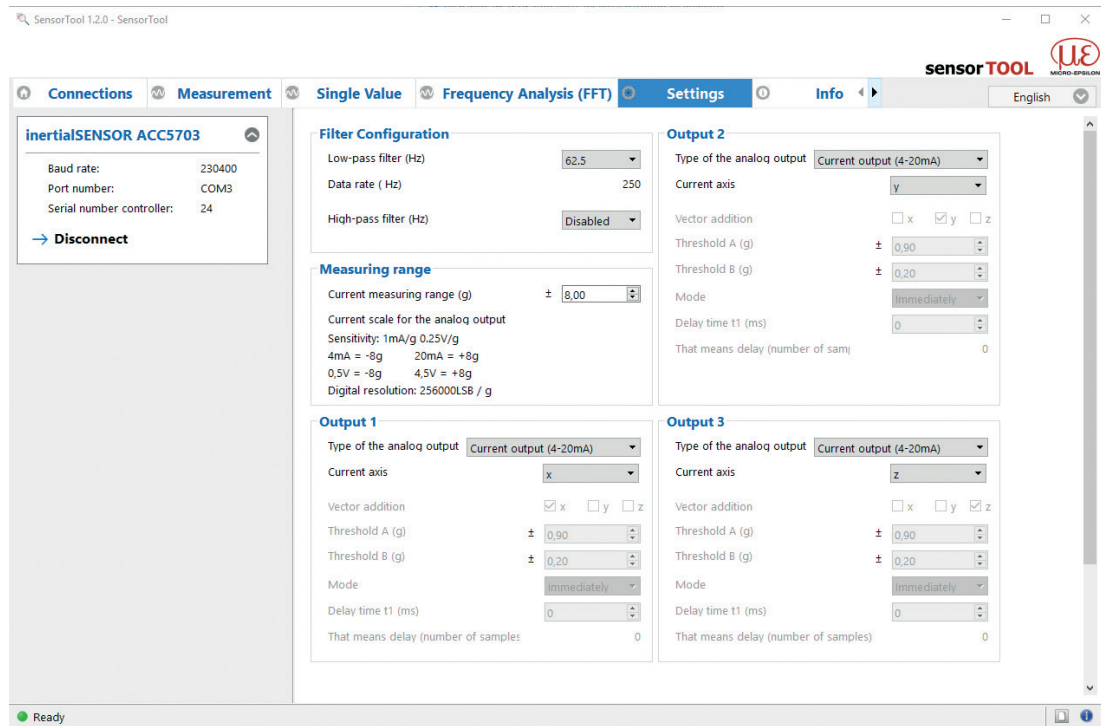 SensorTool 1.2.0 - SensorTool
sensorTOOL
με
MICRO-EPSILON
Connections Measurement Single Value Frequency Analysis (FFT) Settings Info
English
inertialSENSOR ACC5703
Baud rate: 230400
Port number: COM3
Serial number controller: 24
→ Disconnect
Filter Configuration
Low-pass filter (Hz) 62.5
Data rate ( Hz) 250
High-pass filter (Hz) Disabled
Measuring range
Current measuring range (g) ± 8,00
Current scale for the analog output
Sensitivity: 1mA/g 0.25V/g
4mA = -8g 20mA = +8g
0,5V = -8g 4,5V = +8g
Digital resolution: 256000LSB / g
Output 1
Type of the analog output Current output (4-20mA)
Current axis x
Vector addition x y z
Threshold A (g) ± 0,90
Threshold B (g) ± 0,20
Mode Immediately
Delay time t1 (ms) 0
That means delay (number of samples 0
Output 2
Type of the analog output Current output (4-20mA)
Current axis y
Vector addition x y z
Threshold A (g) ± 0,90
Threshold B (g) ± 0,20
Mode Immediately
Delay time t1 (ms) 0
That means delay (number of sam 0
Output 3
Type of the analog output Current output (4-20mA)
Current axis z
Vector addition x y z
Threshold A (g) ± 0,90
Threshold B (g) ± 0,20
Mode Immediately
Delay time t1 (ms) 0
That means delay (number of samples) 0
Ready